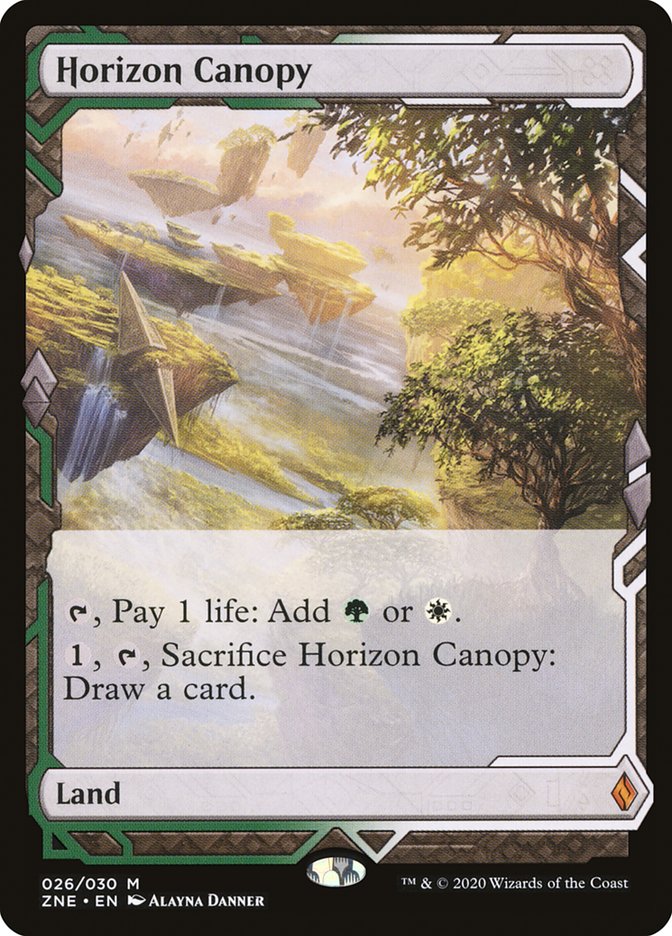 Horizon Canopy
, Pay 1 life: Add or .
1, , Sacrifice Horizon Canopy:
Draw a card.
Land
026/030 M
ZNE • EN Alayna Danner
™ & © 2020 Wizards of the Coast